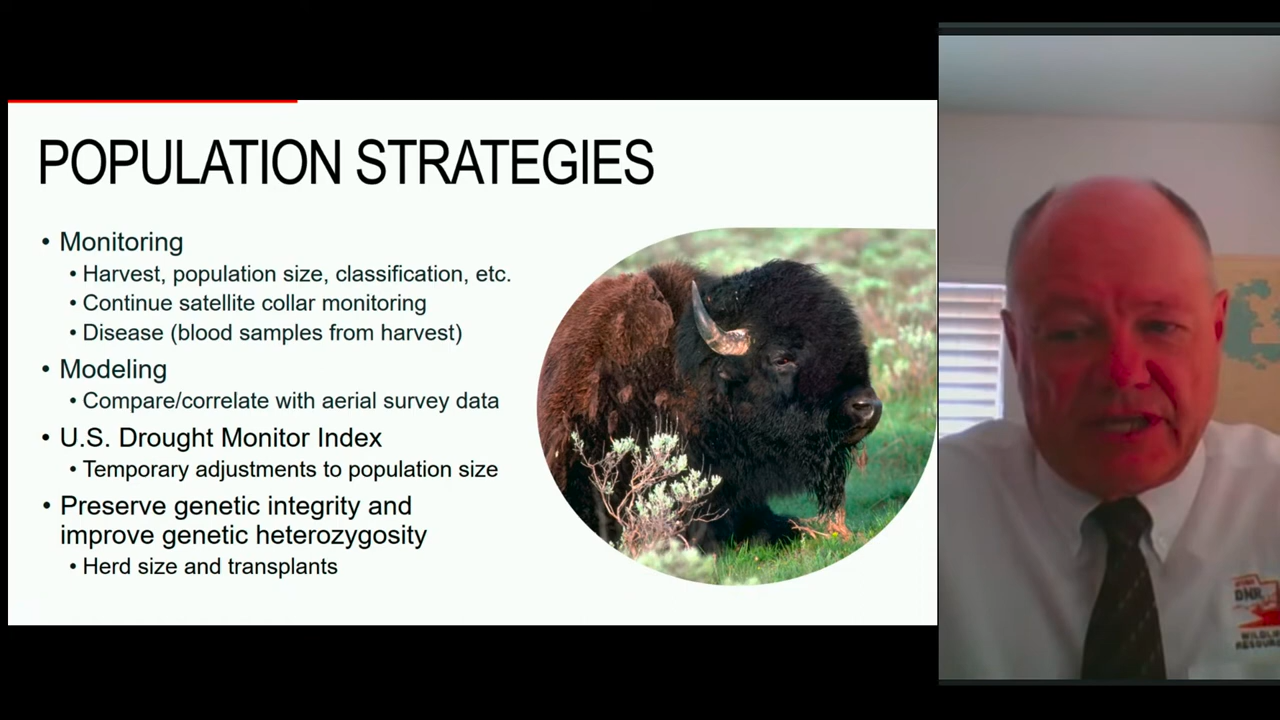 POPULATION STRATEGIES
• Monitoring
• Harvest, population size, classification, etc.
• Continue satellite collar monitoring
• Disease (blood samples from harvest)
• Modeling
• Compare/correlate with aerial survey data
• U.S. Drought Monitor Index
• Temporary adjustments to population size
• Preserve genetic integrity and
improve genetic heterozygosity
• Herd size and transplants
DNR